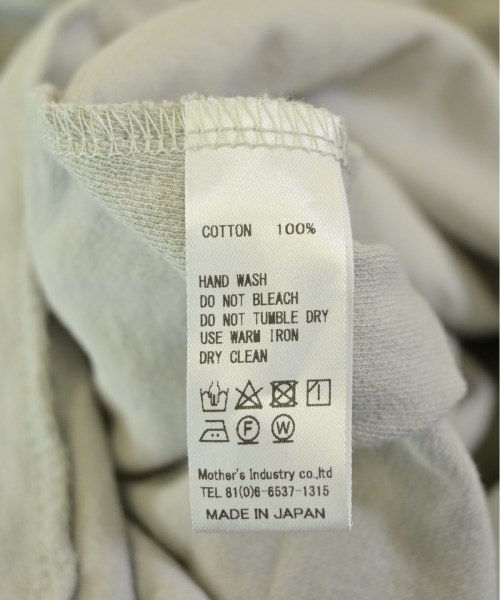 COTTON 100%
HAND WASH
DO NOT BLEACH
DO NOT TUMBLE DRY
USE WARM IRON
DRY CLEAN
F W
Mother's Industry co.,ltd
TEL 81(0)6-6537-1315
MADE IN JAPAN